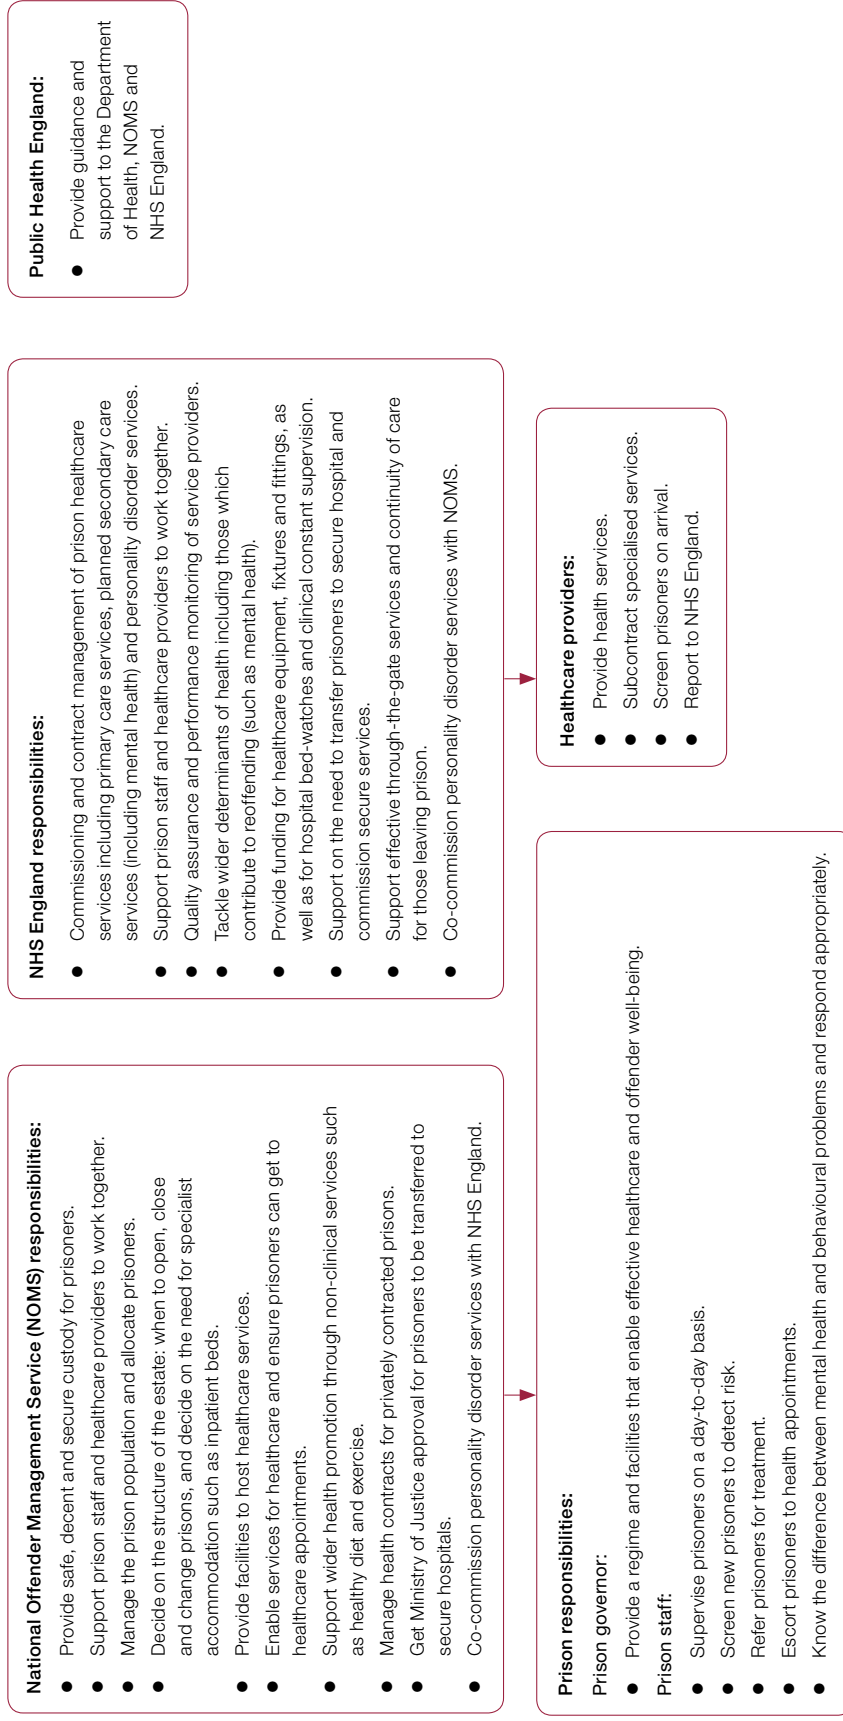 National Offender Management Service (NOMS) responsibilities:
● Provide safe, decent and secure custody for prisoners.
● Support prison staff and healthcare providers to work together.
● Manage the prison population and allocate prisoners.
● Decide on the structure of the estate: when to open, close
and change prisons, and decide on the need for specialist
accommodation such as inpatient beds.
● Provide facilities to host healthcare services.
● Enable services for healthcare and ensure prisoners can get to
healthcare appointments.
● Support wider health promotion through non-clinical services such
as healthy diet and exercise.
● Manage health contracts for privately contracted prisons.
● Get Ministry of Justice approval for prisoners to be transferred to
secure hospitals.
● Co-commission personality disorder services with NHS England.
NHS England responsibilities:
● Commissioning and contract management of prison healthcare
services including primary care services, planned secondary care
services (including mental health) and personality disorder services.
● Support prison staff and healthcare providers to work together.
● Quality assurance and performance monitoring of service providers.
● Tackle wider determinants of health including those which
contribute to reoffending (such as mental health).
● Provide funding for healthcare equipment, fixtures and fittings, as
well as for hospital bed-watches and clinical constant supervision.
● Support on the need to transfer prisoners to secure hospital and
commission secure services.
● Support effective through-the-gate services and continuity of care
for those leaving prison.
● Co-commission personality disorder services with NOMS.
Public Health England:
● Provide guidance and
support to the Department
of Health, NOMS and
NHS England.
Prison responsibilities:
Prison governor:
● Provide a regime and facilities that enable effective healthcare and offender well-being.
Prison staff:
● Supervise prisoners on a day-to-day basis.
● Screen new prisoners to detect risk.
● Refer prisoners for treatment.
● Escort prisoners to health appointments.
● Know the difference between mental health and behavioural problems and respond appropriately.
Healthcare providers:
● Provide health services.
● Subcontract specialised services.
● Screen prisoners on arrival.
● Report to NHS England.